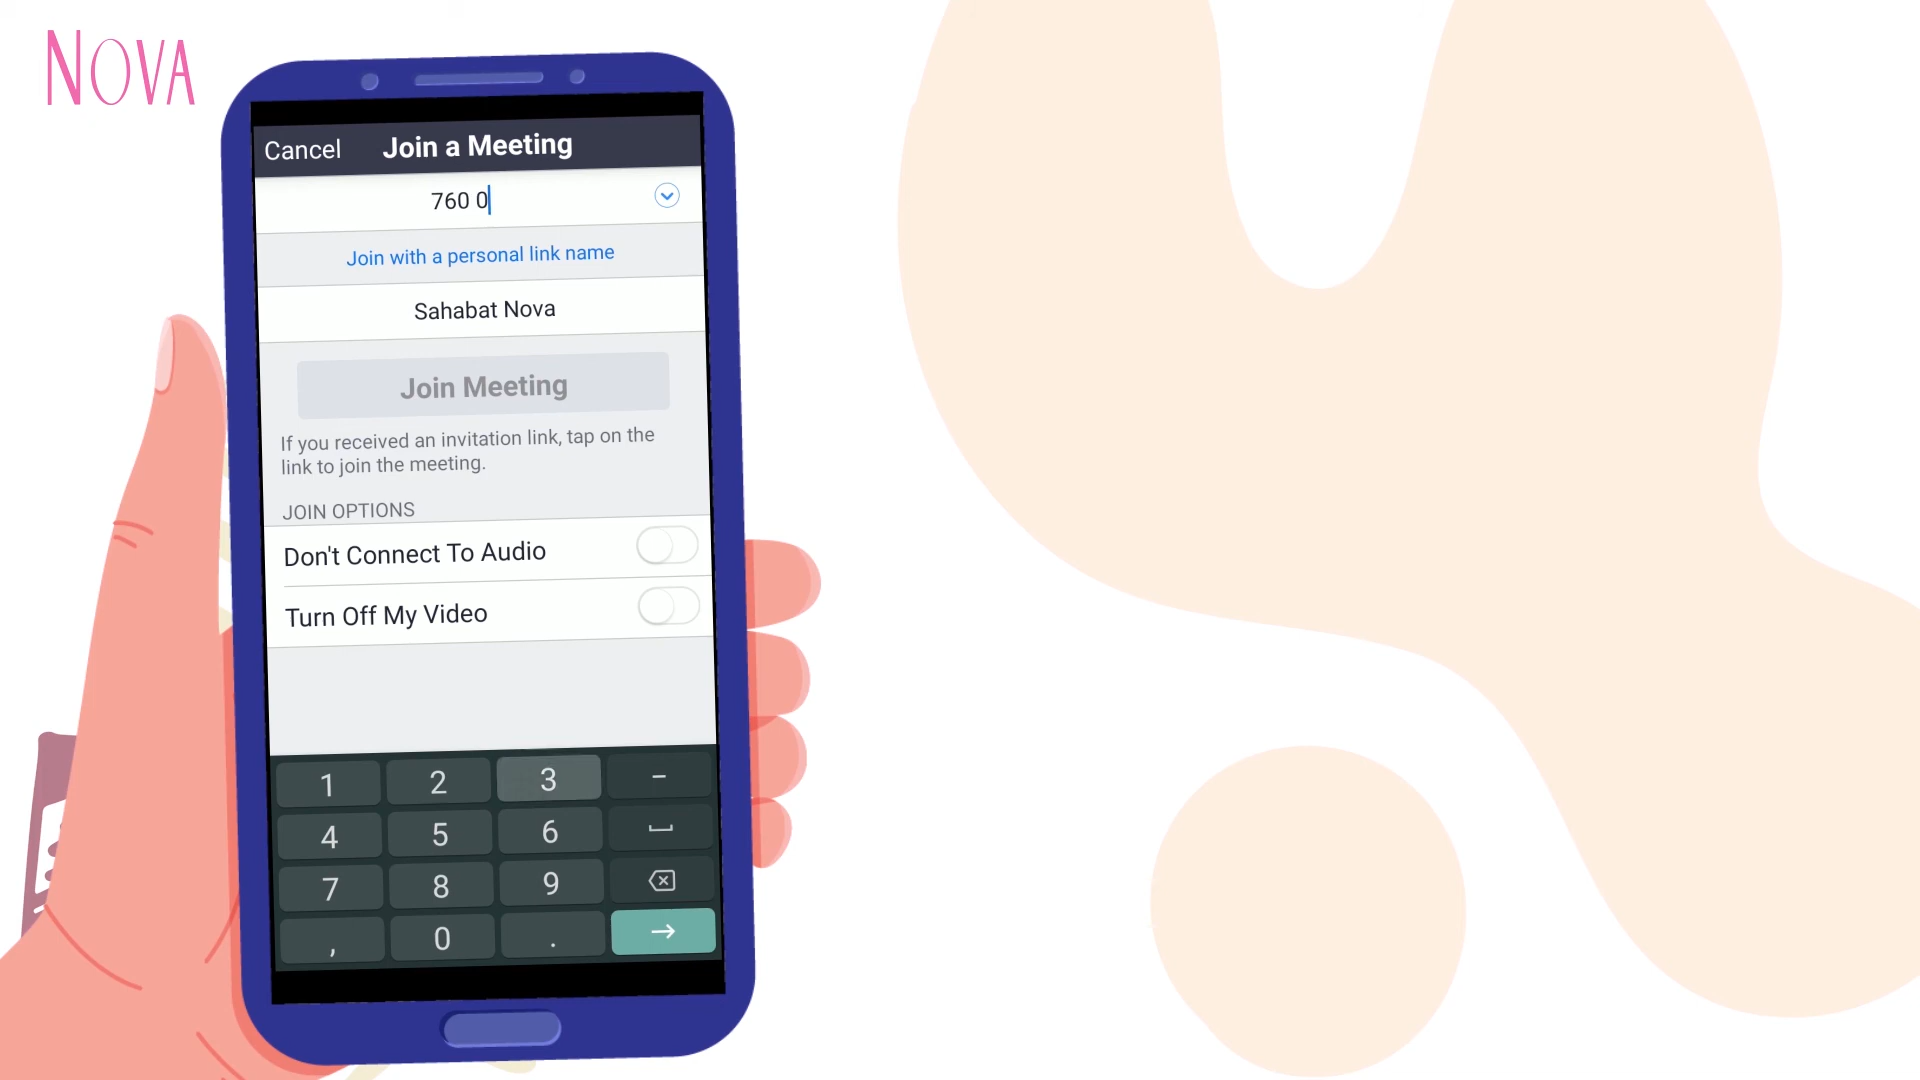 NOVA
Cancel Join a Meeting
760 0
Join with a personal link name
Sahabat Nova
Join Meeting
If you received an invitation link, tap on the
link to join the meeting.
JOIN OPTIONS
Don't Connect To Audio
Turn Off My Video
1 2 3 –
4 5 6
7 8 9
, 0 . →